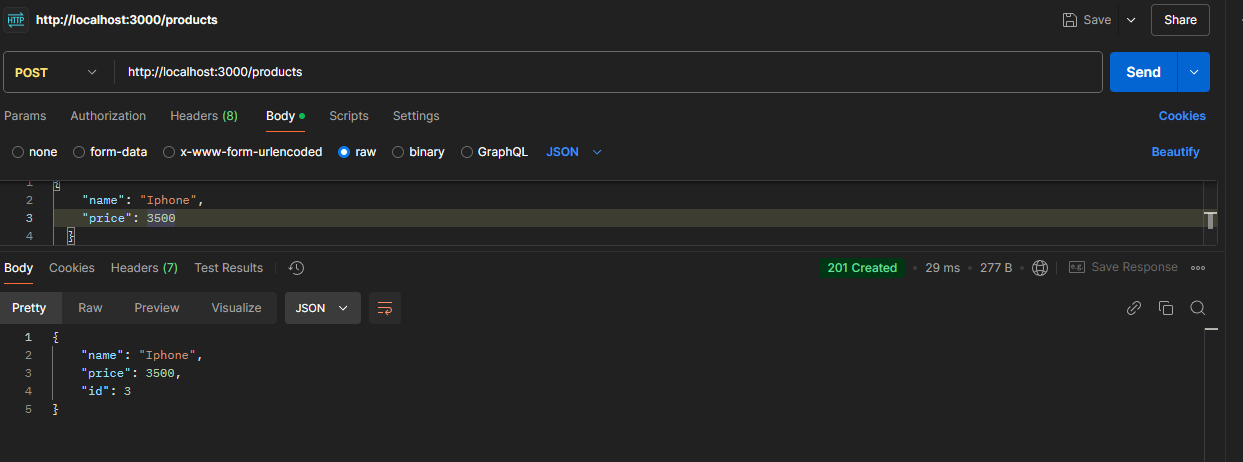 HTTP http://localhost:3000/products Save Share
POST http://localhost:3000/products Send
Params Authorization Headers (8) Body Scripts Settings Cookies
none form-data x-www-form-urlencoded raw binary GraphQL JSON Beautify
1 {
2 "name": "Iphone",
3 "price": 3500
4 }
Body Cookies Headers (7) Test Results 201 Created 29 ms 277 B e.g. Save Response
Pretty Raw Preview Visualize JSON
1 {
2 "name": "Iphone",
3 "price": 3500,
4 "id": 3
5 }